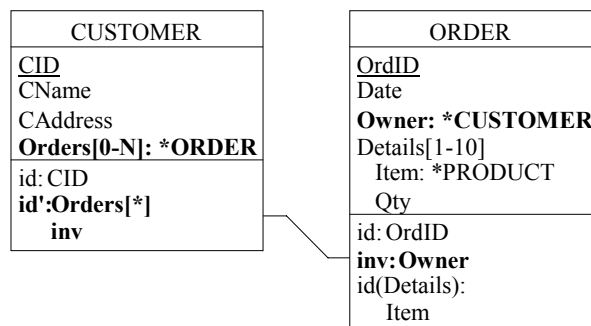 CUSTOMER
CID
CName
CAddress
Orders[0-N]: *ORDER
id: CID
id':Orders[*]
inv
ORDER
OrdID
Date
Owner: *CUSTOMER
Details[1-10]
Item: *PRODUCT
Qty
id: OrdID
inv: Owner
id(Details):
Item